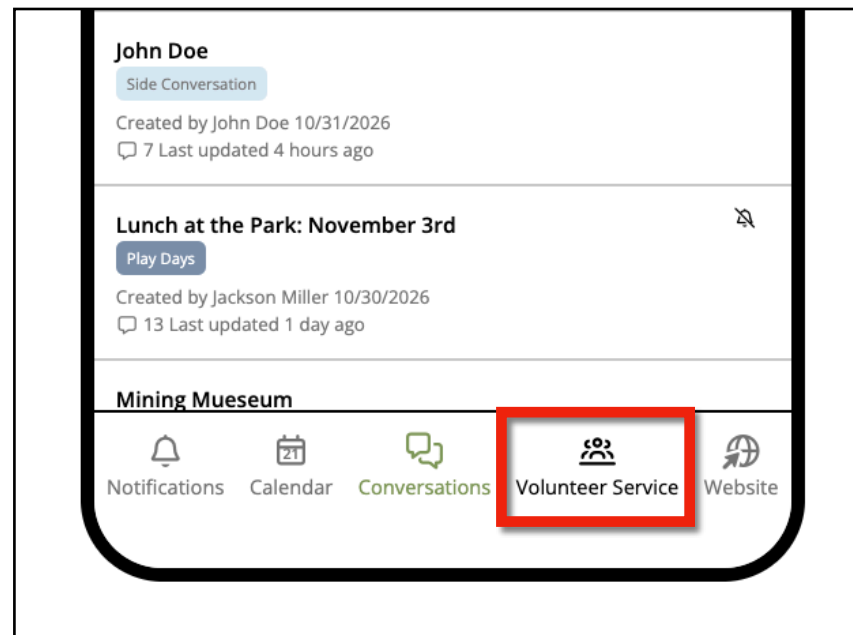 John Doe
Side Conversation
Created by John Doe 10/31/2026
7 Last updated 4 hours ago
Lunch at the Park: November 3rd
Play Days
Created by Jackson Miller 10/30/2026
13 Last updated 1 day ago
Mining Mueseum
21
Notifications Calendar Conversations Volunteer Service Website